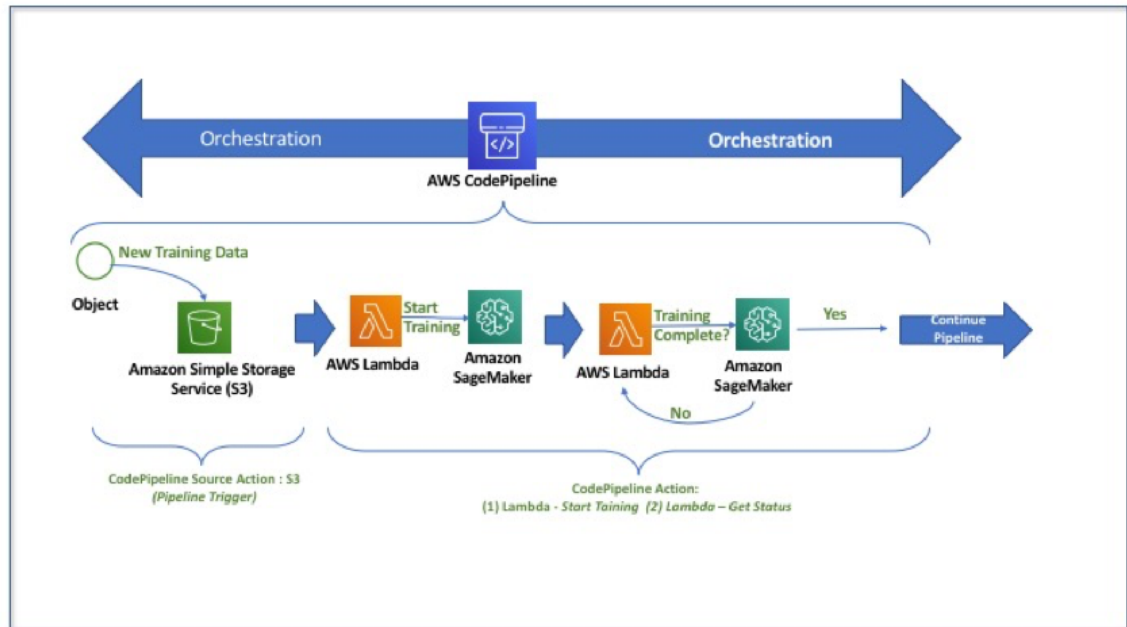 Orchestration
Orchestration
AWS CodePipeline
New Training Data
Object
Amazon Simple Storage
Service (S3)
AWS Lambda
Start
Training
Amazon
SageMaker
AWS Lambda
Training
Complete?
Amazon
SageMaker
Yes
No
Continue
Pipeline
CodePipeline Source Action : S3
(Pipeline Trigger)
CodePipeline Action:
(1) Lambda - Start Taining (2) Lambda – Get Status